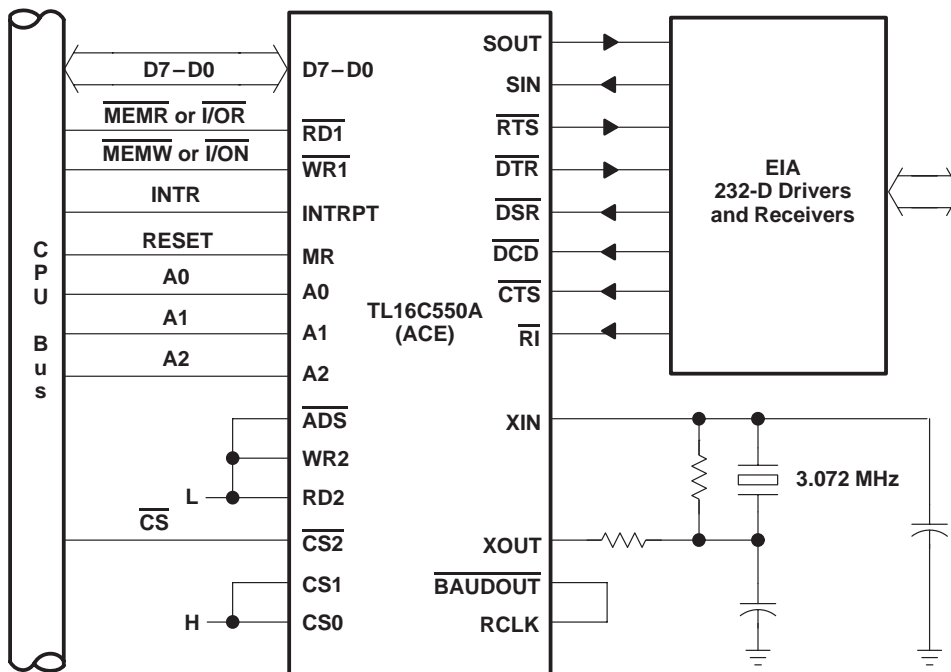 CPU Bus
D7–D0
MEMR or I/OR
MEMW or I/ON
INTR
RESET
A0
A1
A2
L
CS
H
D7–D0
RD1
WR1
INTRPT
MR
A0
A1
A2
ADS
WR2
RD2
CS2
CS1
CS0
TL16C550A
(ACE)
SOUT
SIN
RTS
DTR
DSR
DCD
CTS
RI
XIN
XOUT
BAUDOUT
RCLK
EIA
232-D Drivers
and Receivers
3.072 MHz